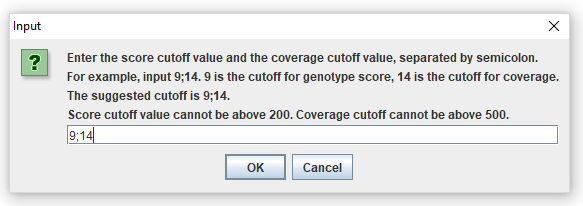 Input
Enter the score cutoff value and the coverage cutoff value, separated by semicolon.
For example, input 9;14. 9 is the cutoff for genotype score, 14 is the cutoff for coverage.
The suggested cutoff is 9;14.
Score cutoff value cannot be above 200. Coverage cutoff cannot be above 500.
9;14
OK Cancel